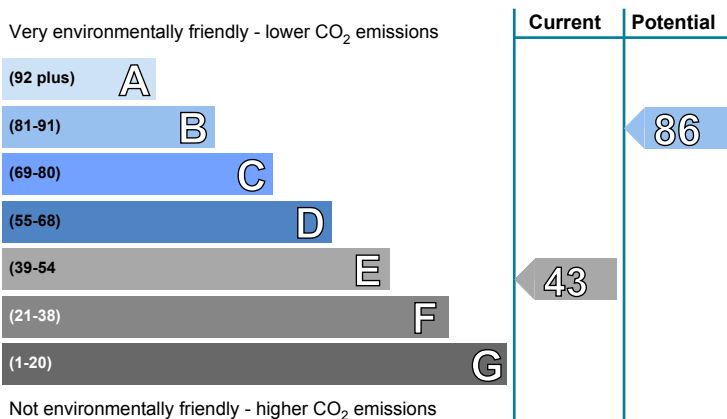 Current Potential
Very environmentally friendly - lower CO2 emissions
(92 plus) A
(81-91) B 86
(69-80) C
(55-68) D
(39-54 E 43
(21-38) F
(1-20) G
Not environmentally friendly - higher CO2 emissions